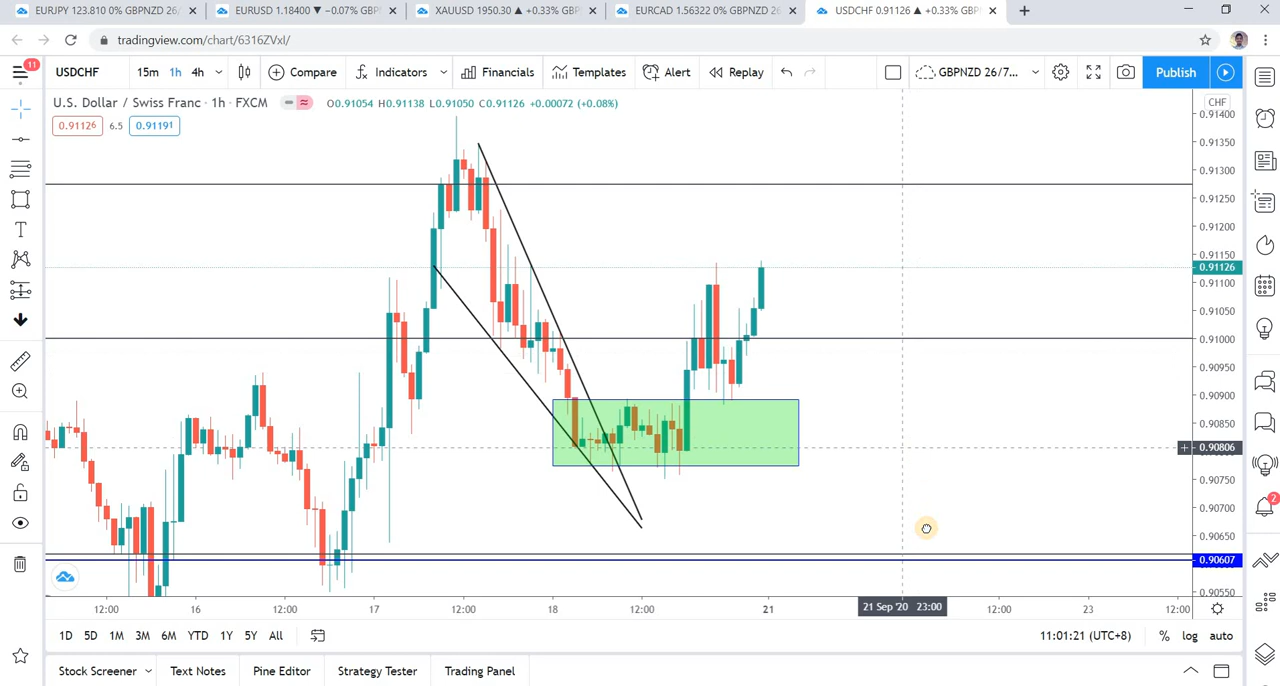 EURJPY 123.810 0% GBPNZD 26/
EURUSD 1.18400 ▼ −0.07% GBP
XAUUSD 1950.30 ▲ +0.33% GBP
EURCAD 1.56322 0% GBPNZD 26
USDCHF 0.91126 ▲ +0.33% GBP
tradingview.com/chart/6316ZVxI/
11
USDCHF 15m 1h 4h Compare Indicators Financials Templates Alert Replay GBPNZD 26/7... Publish
U.S. Dollar / Swiss Franc · 1h · FXCM O0.91054 H0.91138 L0.91050 C0.91126 +0.00072 (+0.08%)
0.91126 6.5 0.91191
CHF
0.91400
0.91350
0.91300
0.91250
0.91200
0.91150
0.91126
0.91100
0.91050
0.91000
0.90950
0.90900
0.90850
0.90806
0.90750
0.90700
0.90650
0.90607
0.90550
2
12:00 16 12:00 17 12:00 18 12:00 21 21 Sep '20 23:00 12:00 23 12:00
1D 5D 1M 3M 6M YTD 1Y 5Y All 11:01:21 (UTC+8) % log auto
Stock Screener Text Notes Pine Editor Strategy Tester Trading Panel